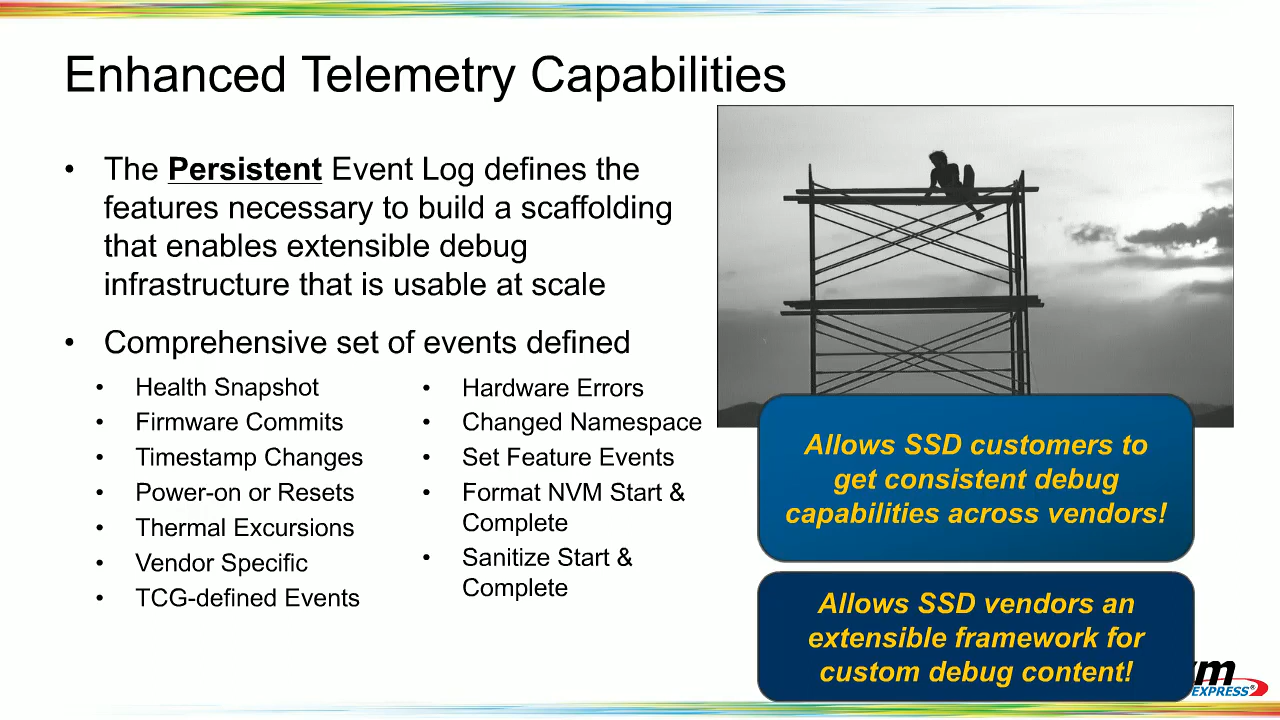 Enhanced Telemetry Capabilities
• The Persistent Event Log defines the
features necessary to build a scaffolding
that enables extensible debug
infrastructure that is usable at scale
• Comprehensive set of events defined
• Health Snapshot
• Firmware Commits
• Timestamp Changes
• Power-on or Resets
• Thermal Excursions
• Vendor Specific
• TCG-defined Events
• Hardware Errors
• Changed Namespace
• Set Feature Events
• Format NVM Start &
Complete
• Sanitize Start &
Complete
Allows SSD customers to
get consistent debug
capabilities across vendors!
Allows SSD vendors an
extensible framework for
custom debug content!
vm
EXPRESS®